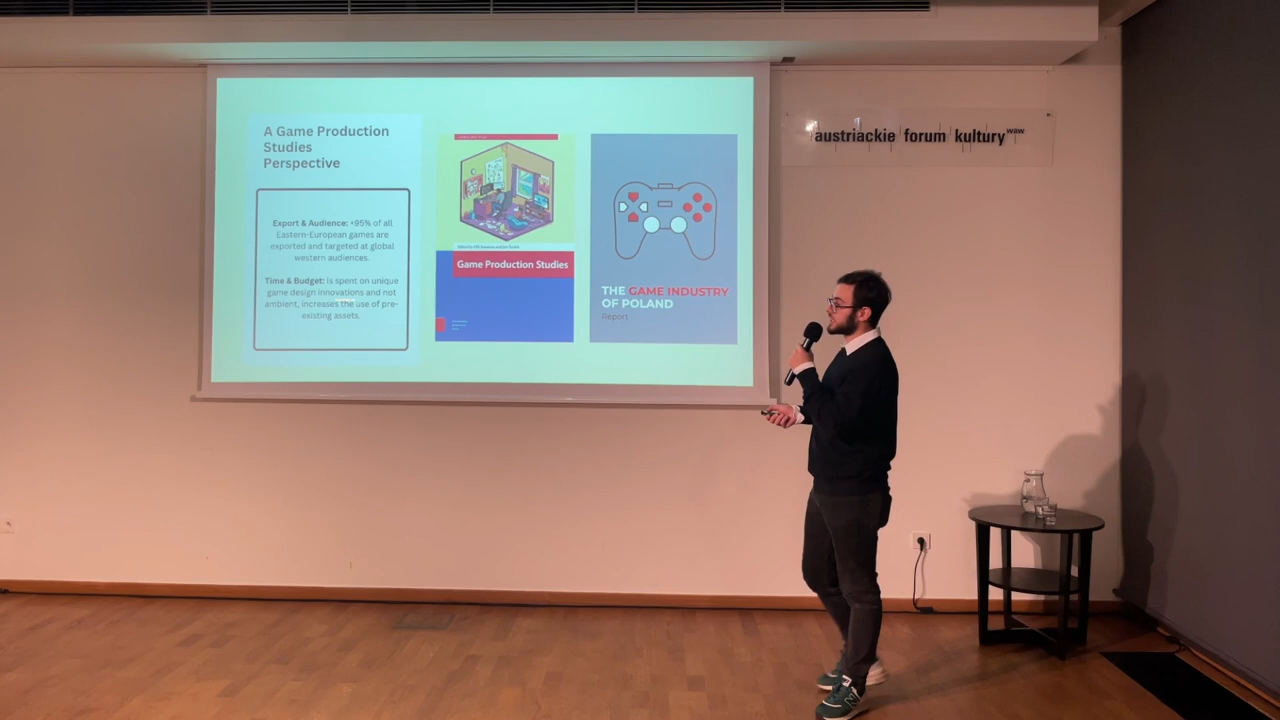 A Game Production
Studies
Perspective
Export & Audience: +95% of all
Eastern-European games are
exported and targeted at global
western audiences.
Time & Budget: Is spent on unique
game design innovations and not
ambient, increases the use of pre-
existing assets.
Game Production Studies
THE GAME INDUSTRY
OF POLAND
Report
austriackie forum kultury waw
N